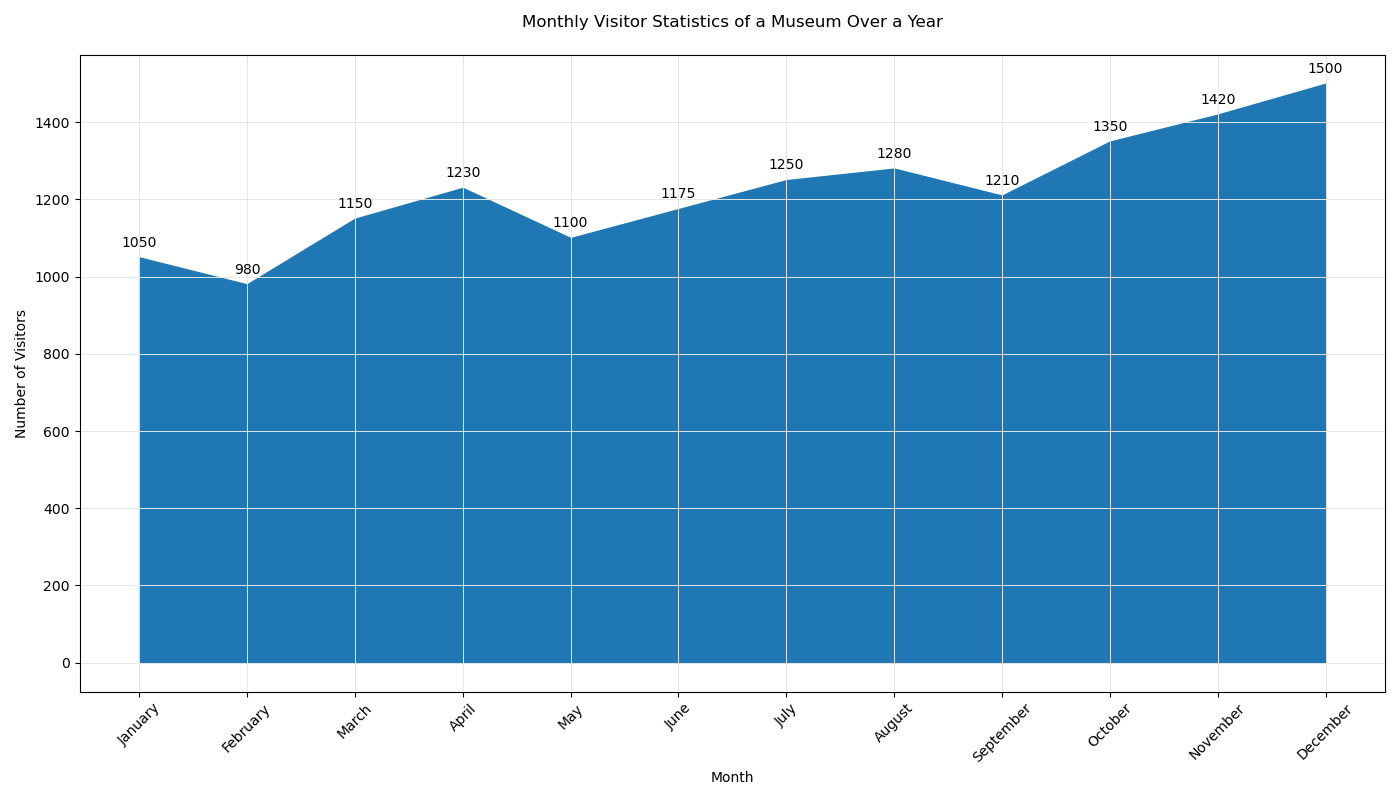 Monthly Visitor Statistics of a Museum Over a Year
Number of Visitors
1400
1200
1000
800
600
400
200
0
1050
980
1150
1230
1100
1175
1250
1280
1210
1350
1420
1500
January
February
March
April
May
June
July
August
September
October
November
December
Month